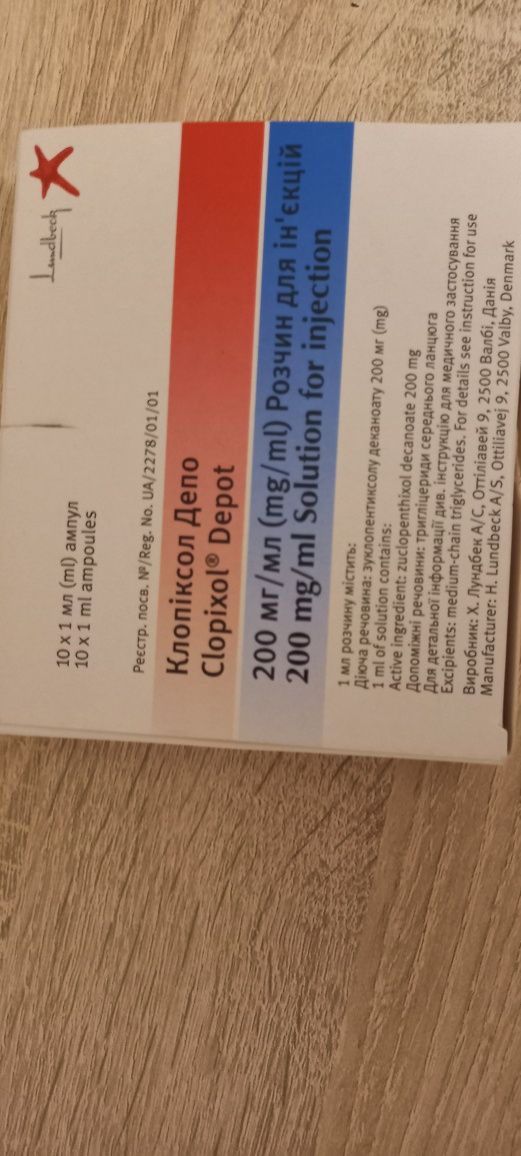 Lundbeck
10 x 1 мл (ml) ампул
10 x 1 ml ampoules
Реєстр. посв. №/Reg. No. UA/2278/01/01
Клопіксол Депо
Clopixol® Depot
200 мг/мл (mg/ml) Розчин для ін'єкцій
200 mg/ml Solution for injection
1 мл розчину містить:
Діюча речовина: зуклопентиксолу деканоату 200 мг (mg)
1 ml of solution contains:
Active ingredient: zuclopenthixol decanoate 200 mg
Допоміжні речовини: тригліцериди середнього ланцюга
Для детальної інформації див. інструкцію для медичного застосування
Excipients: medium-chain triglycerides. For details see instruction for use
Виробник: Х. Лундбек А/С, Оттіліавей 9, 2500 Валбі, Данія
Manufacturer: H. Lundbeck A/S, Ottiliavej 9, 2500 Valby, Denmark